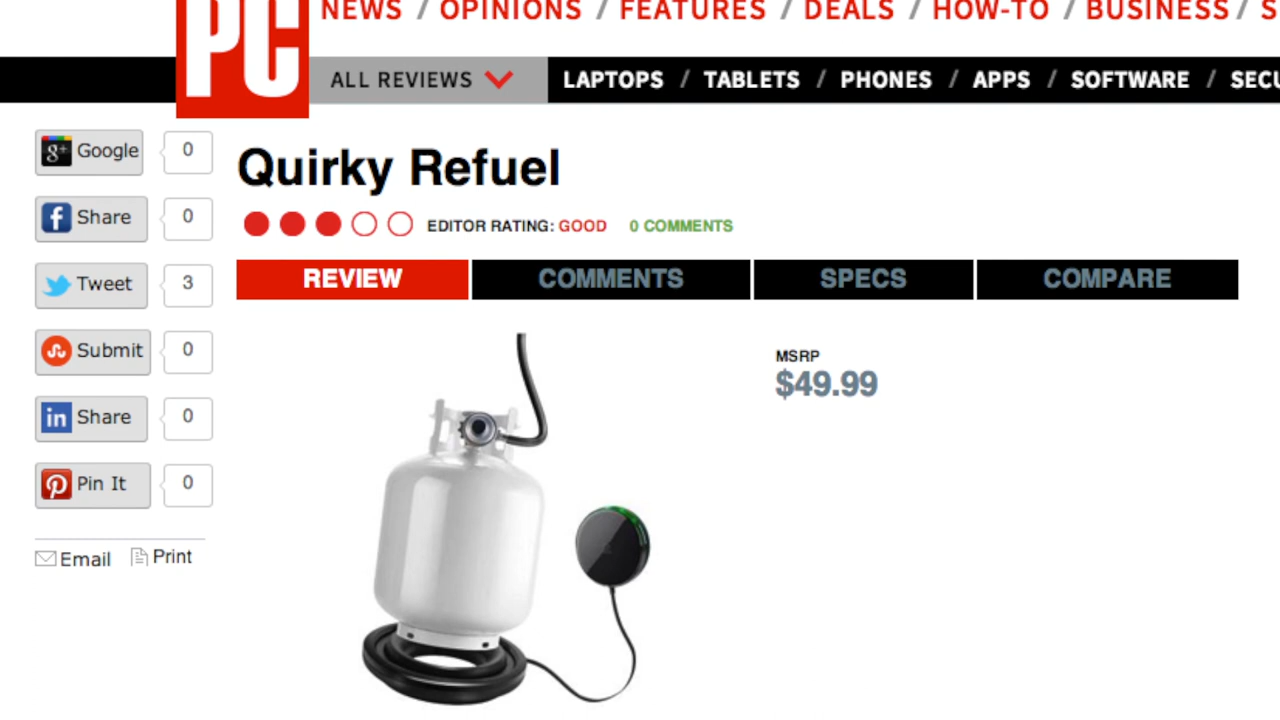 PC
NEWS / OPINIONS / FEATURES / DEALS / HOW-TO / BUSINESS / S
ALL REVIEWS LAPTOPS / TABLETS / PHONES / APPS / SOFTWARE / SECU
Google 0
Share 0
Tweet 3
Submit 0
in Share 0
Pin It 0
Email Print
Quirky Refuel
EDITOR RATING: GOOD 0 COMMENTS
REVIEW COMMENTS SPECS COMPARE
MSRP
$49.99